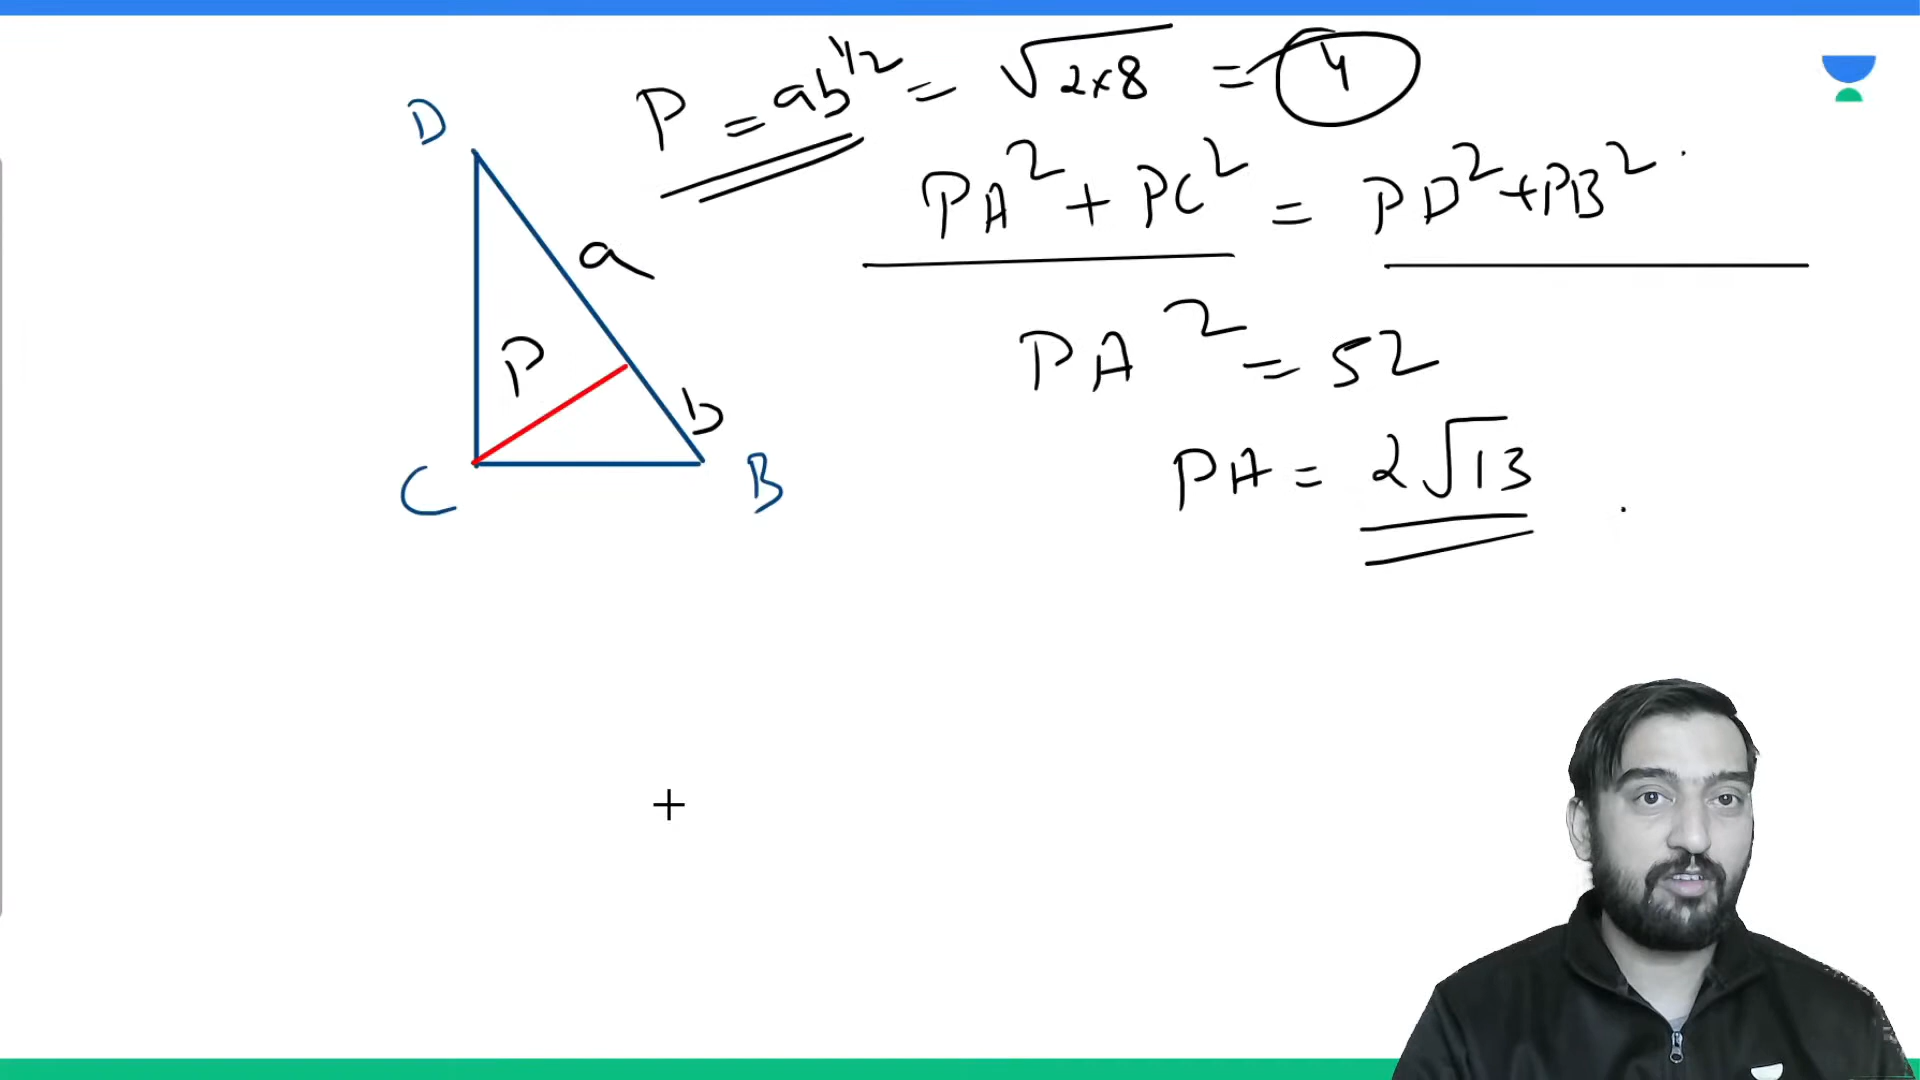 P = ab^1/2 = √2×8 = 4
D
PA² + PC² = PD² + PB²
a
P
PA² = 52
b
PA = 2√13
C
B